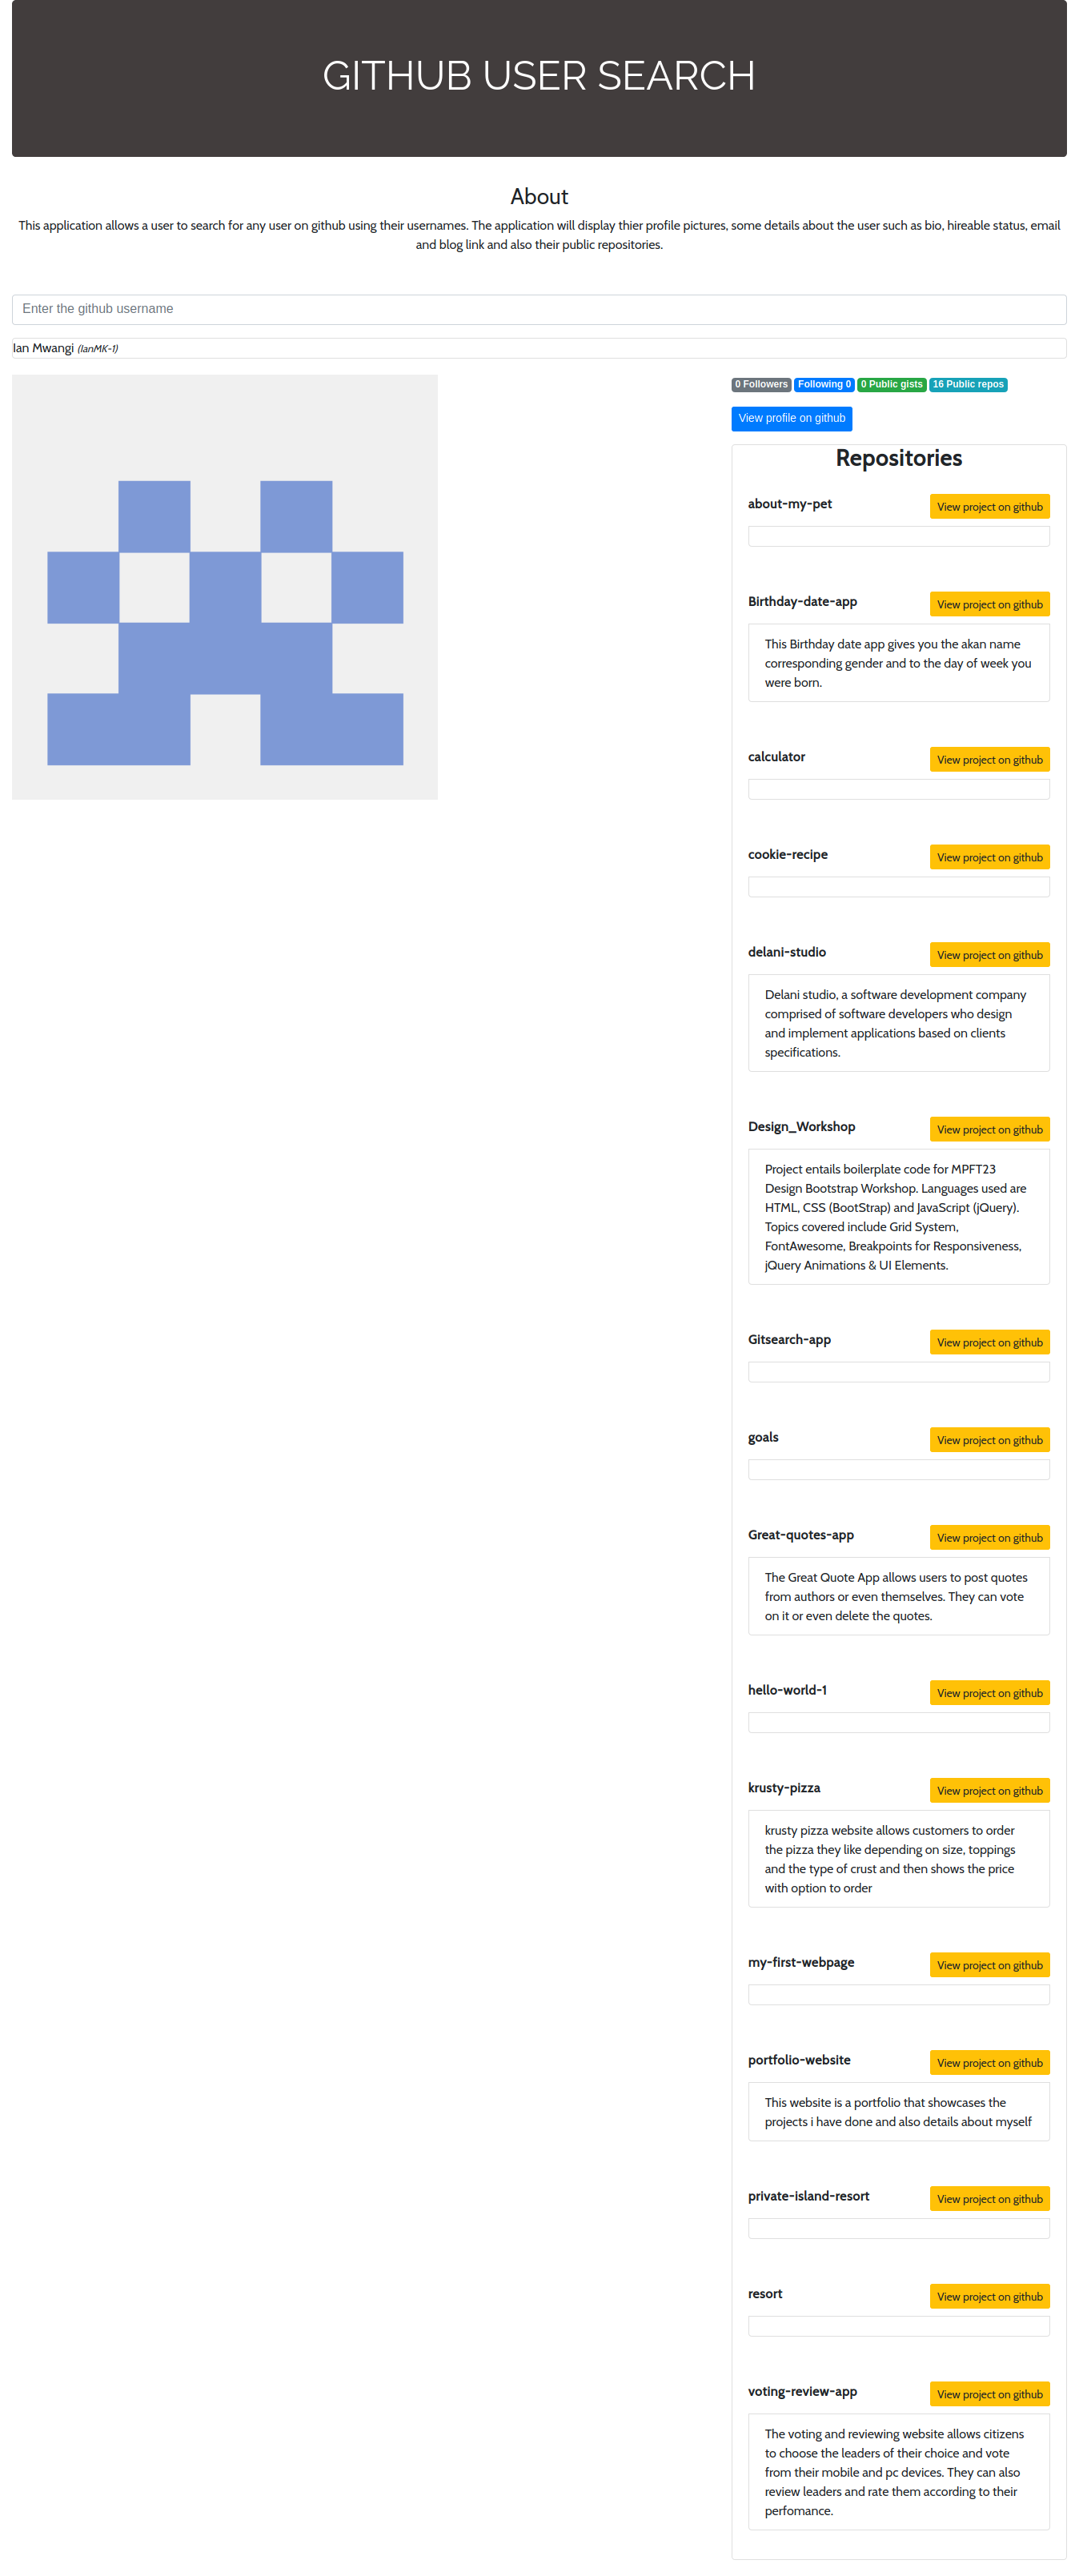 GITHUB USER SEARCH
About
This application allows a user to search for any user on github using their usernames. The application will display thier profile pictures, some details about the user such as bio, hireable status, email
and blog link and also their public repositories.
Enter the github username
Ian Mwangi (IanMK-1)
0 Followers Following 0 0 Public gists 16 Public repos
View profile on github
Repositories
about-my-pet View project on github
Birthday-date-app View project on github
This Birthday date app gives you the akan name
corresponding gender and to the day of week you
were born.
calculator View project on github
cookie-recipe View project on github
delani-studio View project on github
Delani studio, a software development company
comprised of software developers who design
and implement applications based on clients
specifications.
Design_Workshop View project on github
Project entails boilerplate code for MPFT23
Design Bootstrap Workshop. Languages used are
HTML, CSS (BootStrap) and JavaScript (jQuery).
Topics covered include Grid System,
FontAwesome, Breakpoints for Responsiveness,
jQuery Animations & UI Elements.
Gitsearch-app View project on github
goals View project on github
Great-quotes-app View project on github
The Great Quote App allows users to post quotes
from authors or even themselves. They can vote
on it or even delete the quotes.
hello-world-1 View project on github
krusty-pizza View project on github
krusty pizza website allows customers to order
the pizza they like depending on size, toppings
and the type of crust and then shows the price
with option to order
my-first-webpage View project on github
portfolio-website View project on github
This website is a portfolio that showcases the
projects i have done and also details about myself
private-island-resort View project on github
resort View project on github
voting-review-app View project on github
The voting and reviewing website allows citizens
to choose the leaders of their choice and vote
from their mobile and pc devices. They can also
review leaders and rate them according to their
perfomance.